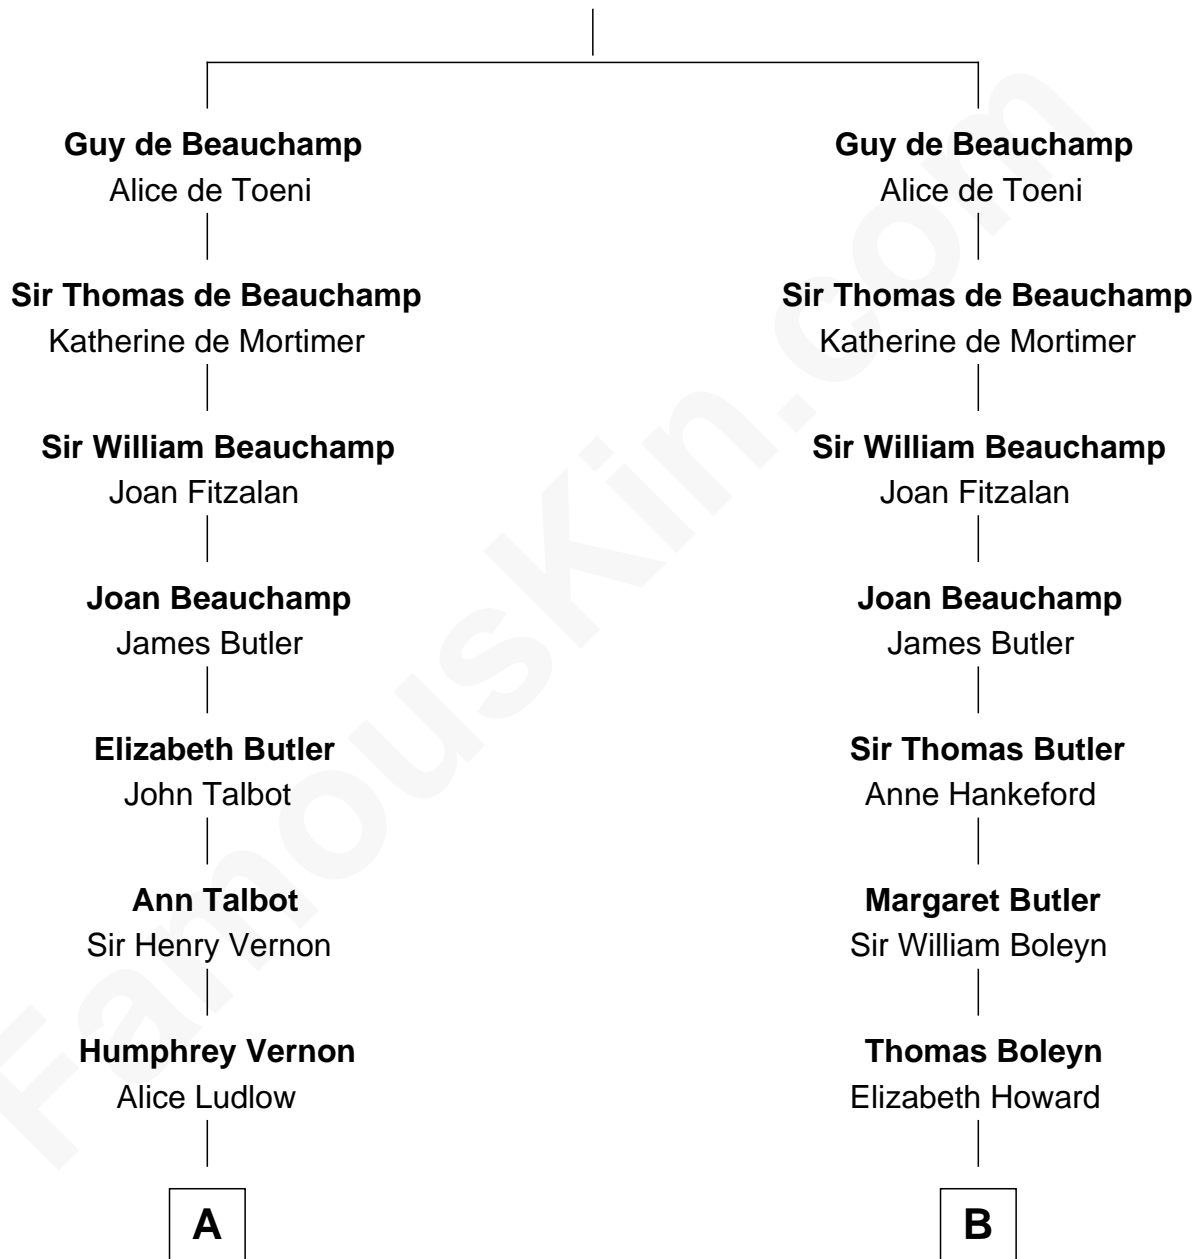 Guy de Beauchamp
Alice de Toeni
Sir Thomas de Beauchamp
Katherine de Mortimer
Sir William Beauchamp
Joan Fitzalan
Joan Beauchamp
James Butler
Elizabeth Butler
John Talbot
Ann Talbot
Sir Henry Vernon
Humphrey Vernon
Alice Ludlow
A
Guy de Beauchamp
Alice de Toeni
Sir Thomas de Beauchamp
Katherine de Mortimer
Sir William Beauchamp
Joan Fitzalan
Joan Beauchamp
James Butler
Sir Thomas Butler
Anne Hankeford
Margaret Butler
Sir William Boleyn
Thomas Boleyn
Elizabeth Howard
B
FamousKin.com